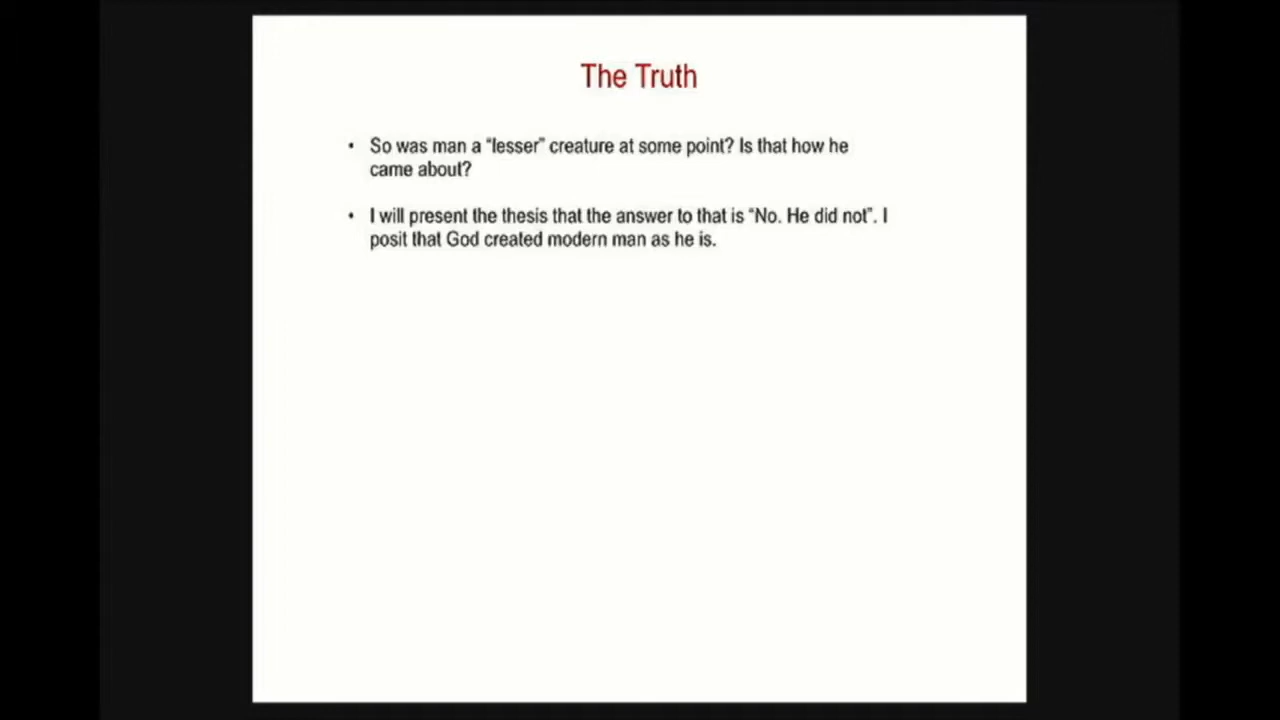 The Truth
• So was man a “lesser” creature at some point? Is that how he
came about?
• I will present the thesis that the answer to that is “No. He did not”. I
posit that God created modern man as he is.